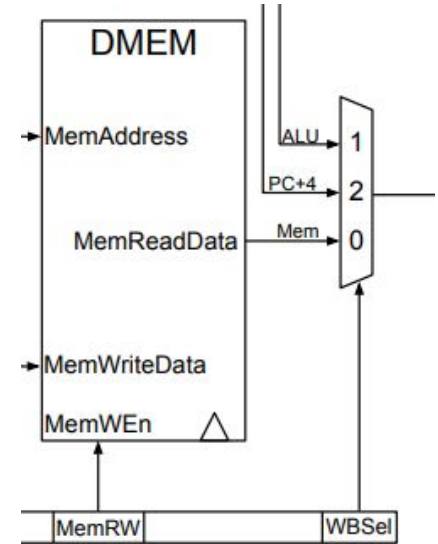 DMEM
MemAddress
ALU
1
PC+4
2
MemReadData
Mem
0
MemWriteData
MemWEn
MemRW
WBSel